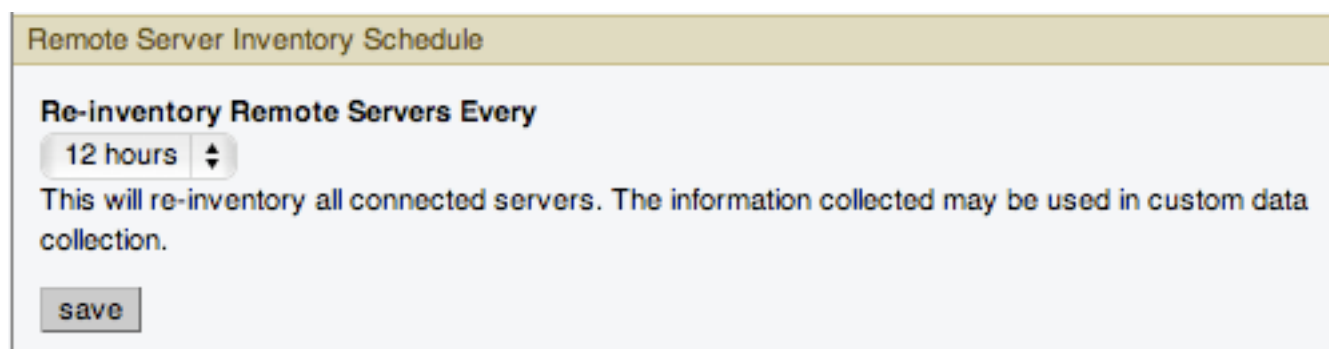 Remote Server Inventory Schedule
Re-inventory Remote Servers Every
12 hours
This will re-inventory all connected servers. The information collected may be used in custom data
collection.
save